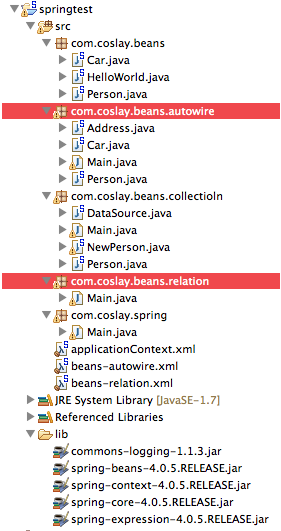 springtest
src
com.coslay.beans
Car.java
HelloWorld.java
Person.java
com.coslay.beans.autowire
Address.java
Car.java
Main.java
Person.java
com.coslay.beans.collectioln
DataSource.java
Main.java
NewPerson.java
Person.java
com.coslay.beans.relation
Main.java
com.coslay.spring
Main.java
applicationContext.xml
beans-autowire.xml
beans-relation.xml
JRE System Library [JavaSE-1.7]
Referenced Libraries
lib
commons-logging-1.1.3.jar
spring-beans-4.0.5.RELEASE.jar
spring-context-4.0.5.RELEASE.jar
spring-core-4.0.5.RELEASE.jar
spring-expression-4.0.5.RELEASE.jar